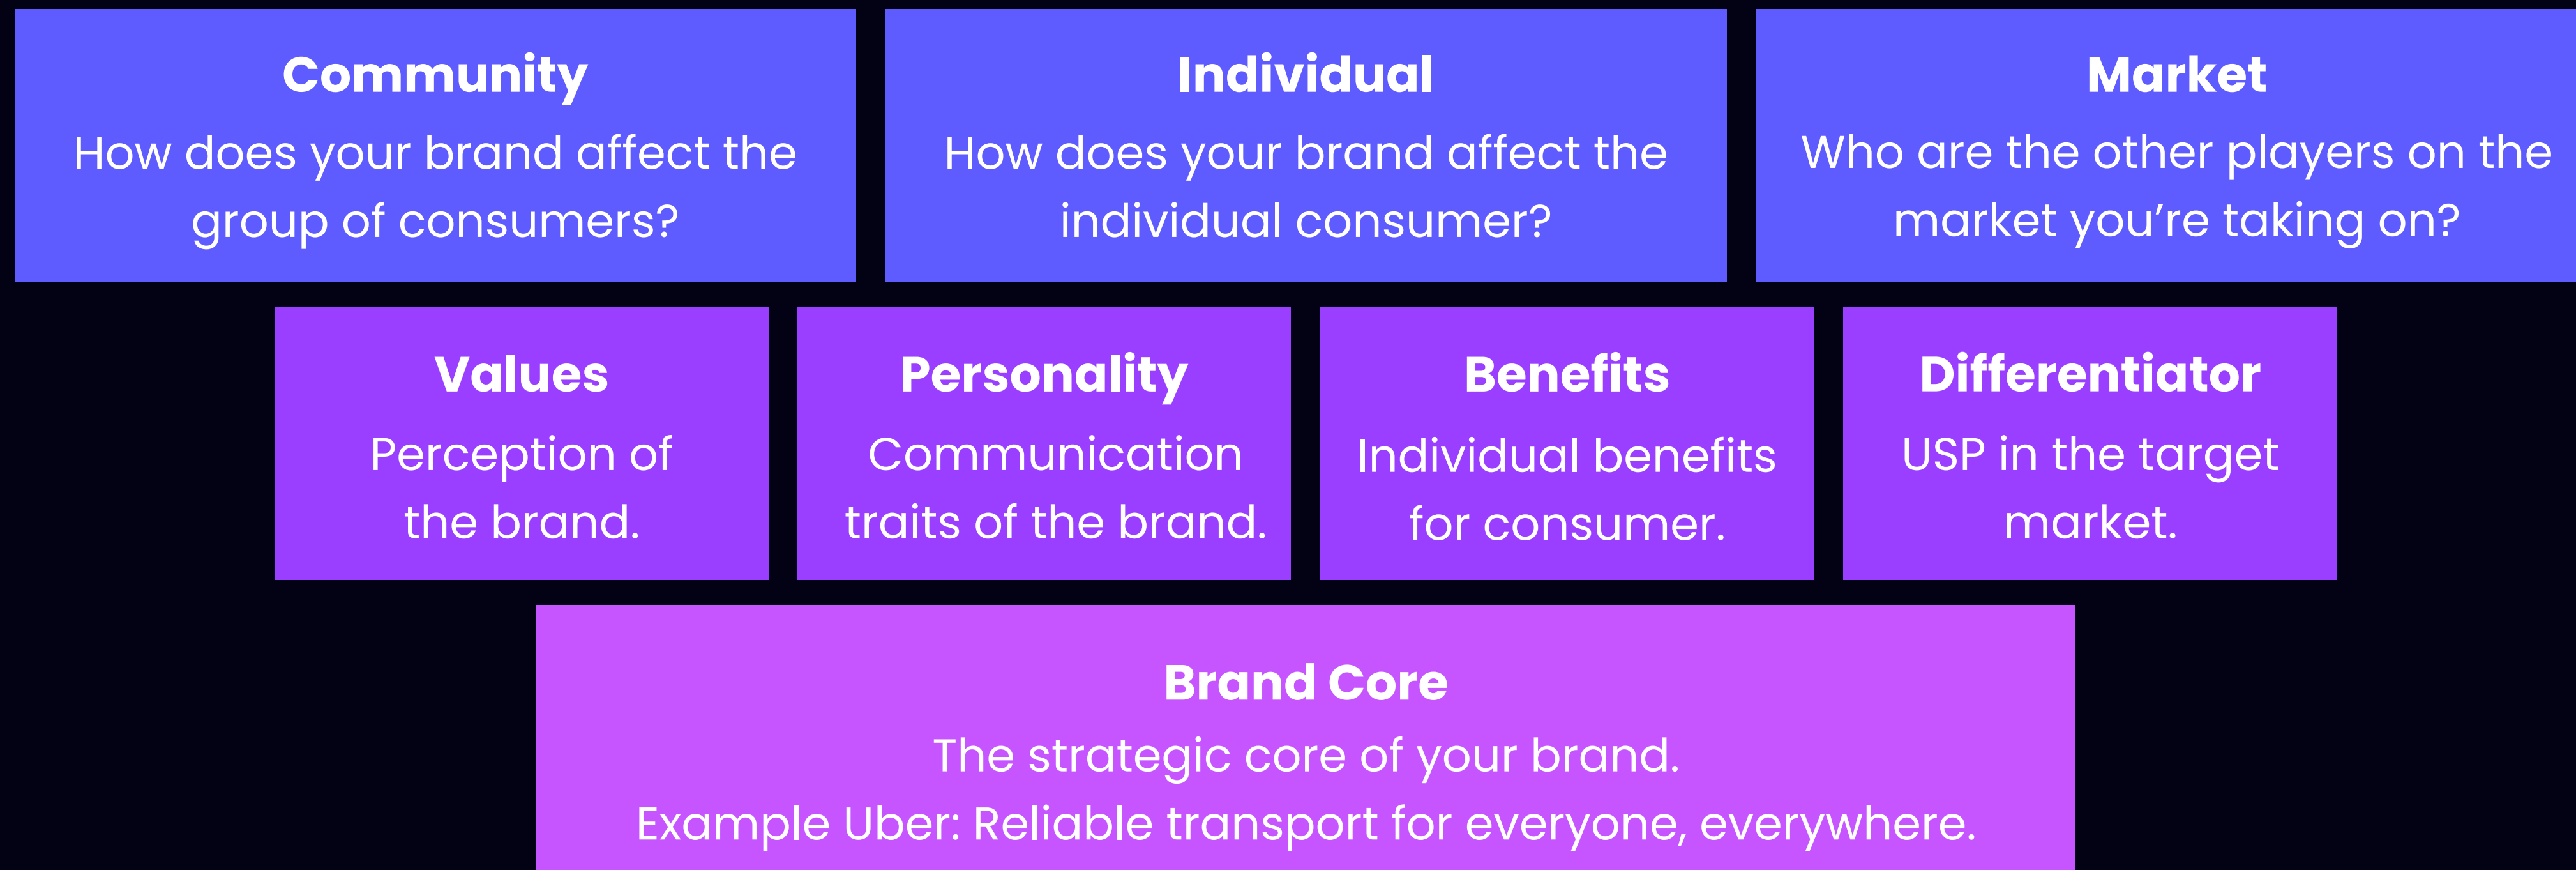 Community
How does your brand affect the
group of consumers?
Individual
How does your brand affect the
individual consumer?
Market
Who are the other players on the
market you’re taking on?
Values
Perception of
the brand.
Personality
Communication
traits of the brand.
Benefits
Individual benefits
for consumer.
Differentiator
USP in the target
market.
Brand Core
The strategic core of your brand.
Example Uber: Reliable transport for everyone, everywhere.